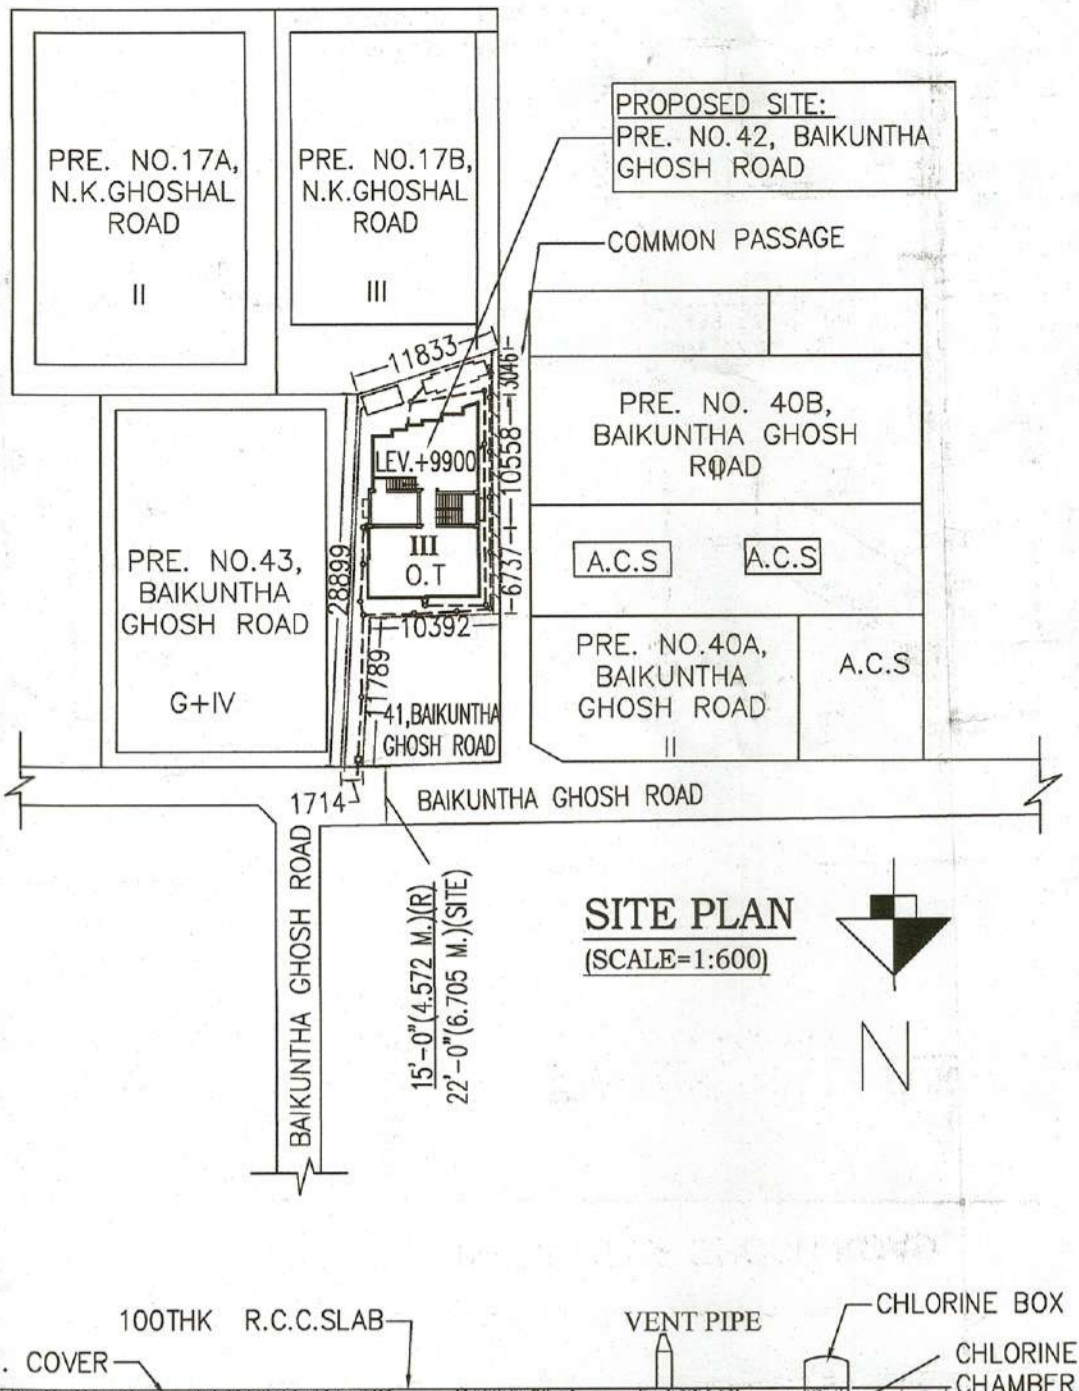 PROPOSED SITE:
PRE. NO.42, BAIKUNTHA
GHOSH ROAD
PRE. NO.17A,
N.K.GHOSHAL
ROAD
II
PRE. NO.17B,
N.K.GHOSHAL
ROAD
III
COMMON PASSAGE
11833
3046
10558
6737
LEV.+9900
III
O.T
10392
28899
11789
PRE. NO. 40B,
BAIKUNTHA GHOSH
ROAD
II
A.C.S
A.C.S
PRE. NO.43,
BAIKUNTHA
GHOSH ROAD
G+IV
PRE. NO.40A,
BAIKUNTHA
GHOSH ROAD
II
A.C.S
41,BAIKUNTHA
GHOSH ROAD
1714
BAIKUNTHA GHOSH ROAD
BAIKUNTHA GHOSH ROAD
15'-0"(4.572 M.)(R)
22'-0"(6.705 M.)(SITE)
SITE PLAN
(SCALE=1:600)
N
100THK R.C.C.SLAB
VENT PIPE
CHLORINE BOX
. COVER
CHLORINE
CHAMBER